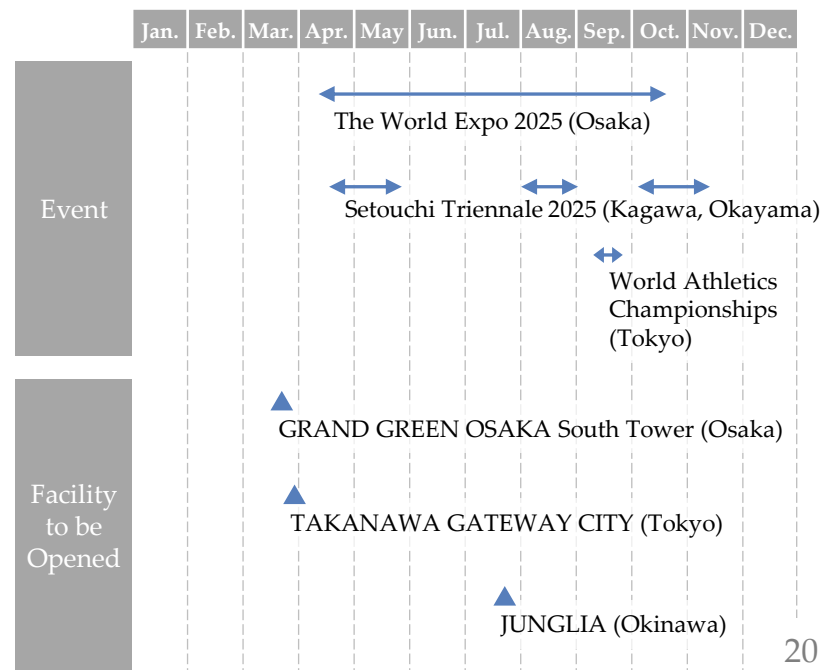 Jan. Feb. Mar. Apr. May Jun. Jul. Aug. Sep. Oct. Nov. Dec.
Event
The World Expo 2025 (Osaka)
Setouchi Triennale 2025 (Kagawa, Okayama)
World Athletics
Championships
(Tokyo)
Facility
to be
Opened
GRAND GREEN OSAKA South Tower (Osaka)
TAKANAWA GATEWAY CITY (Tokyo)
JUNGLIA (Okinawa)
20